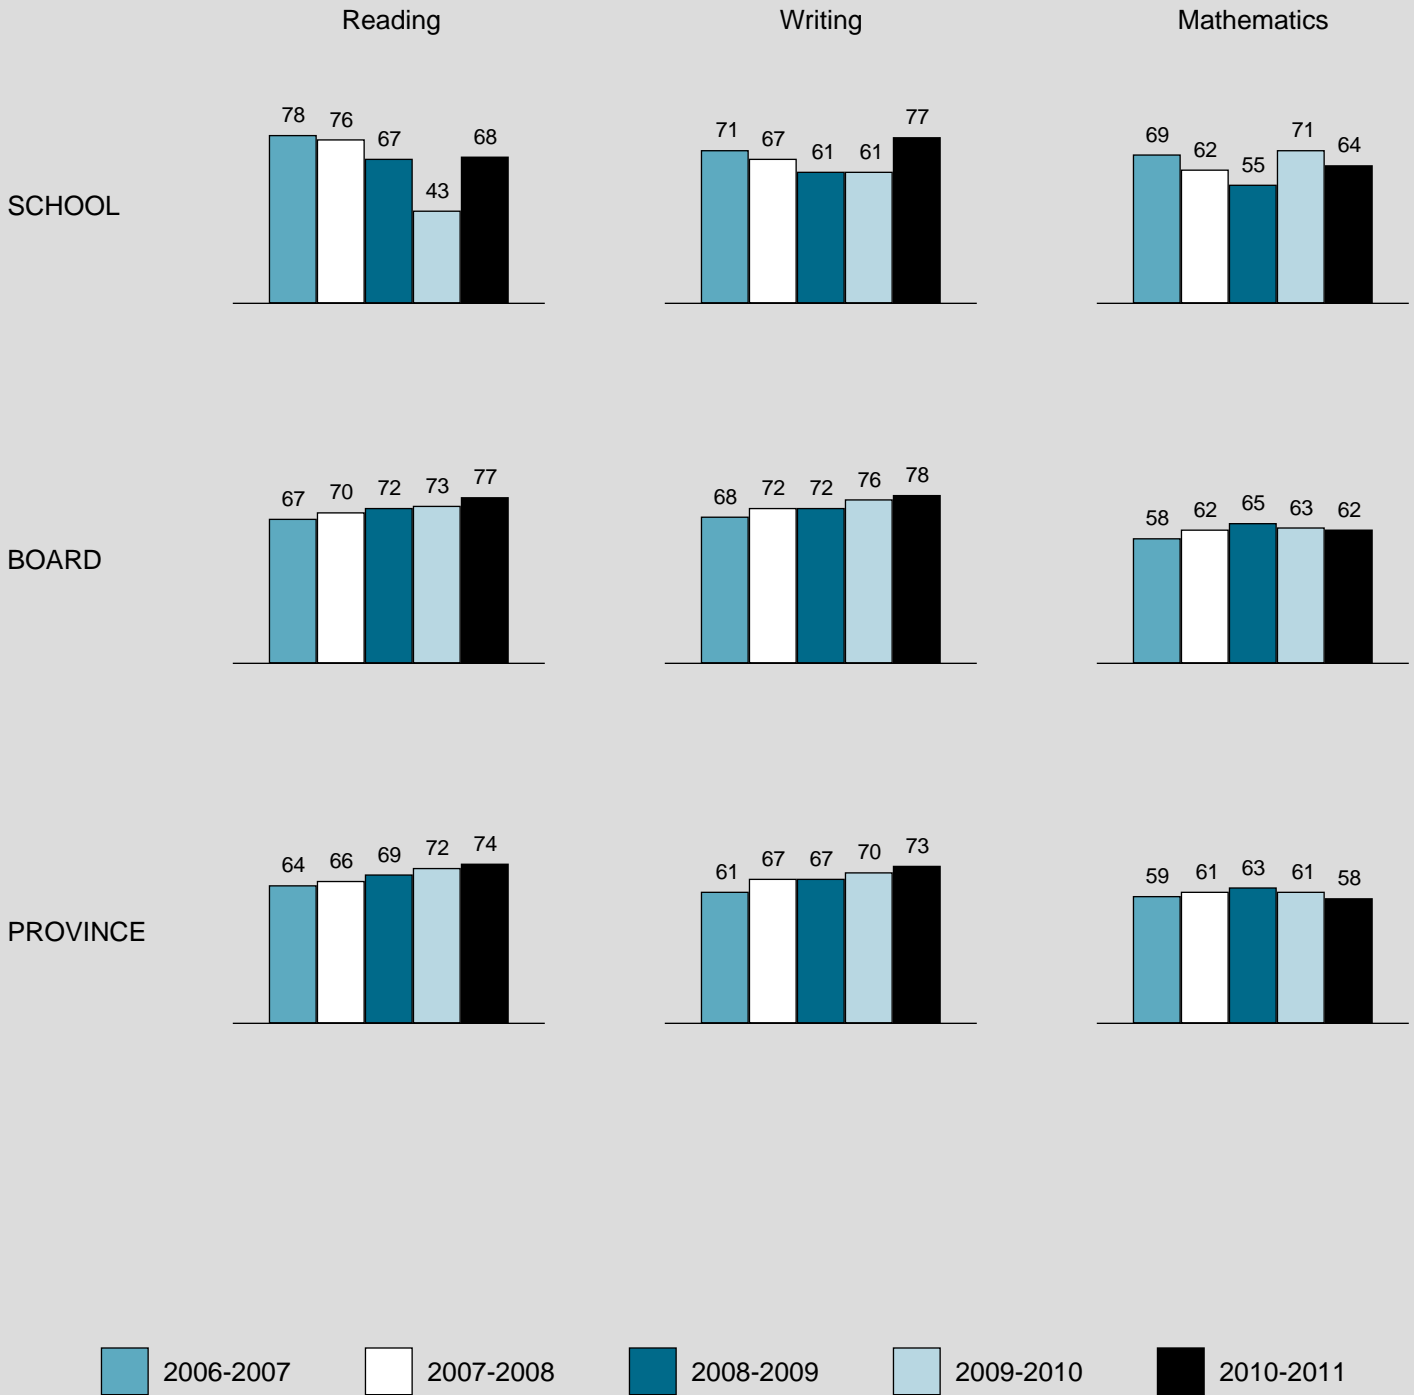 Reading Writing Mathematics
78 76 67 43 68
71 67 61 61 77
69 62 55 71 64
SCHOOL
67 70 72 73 77
68 72 72 76 78
58 62 65 63 62
BOARD
64 66 69 72 74
61 67 67 70 73
59 61 63 61 58
PROVINCE
2006-2007 2007-2008 2008-2009 2009-2010 2010-2011